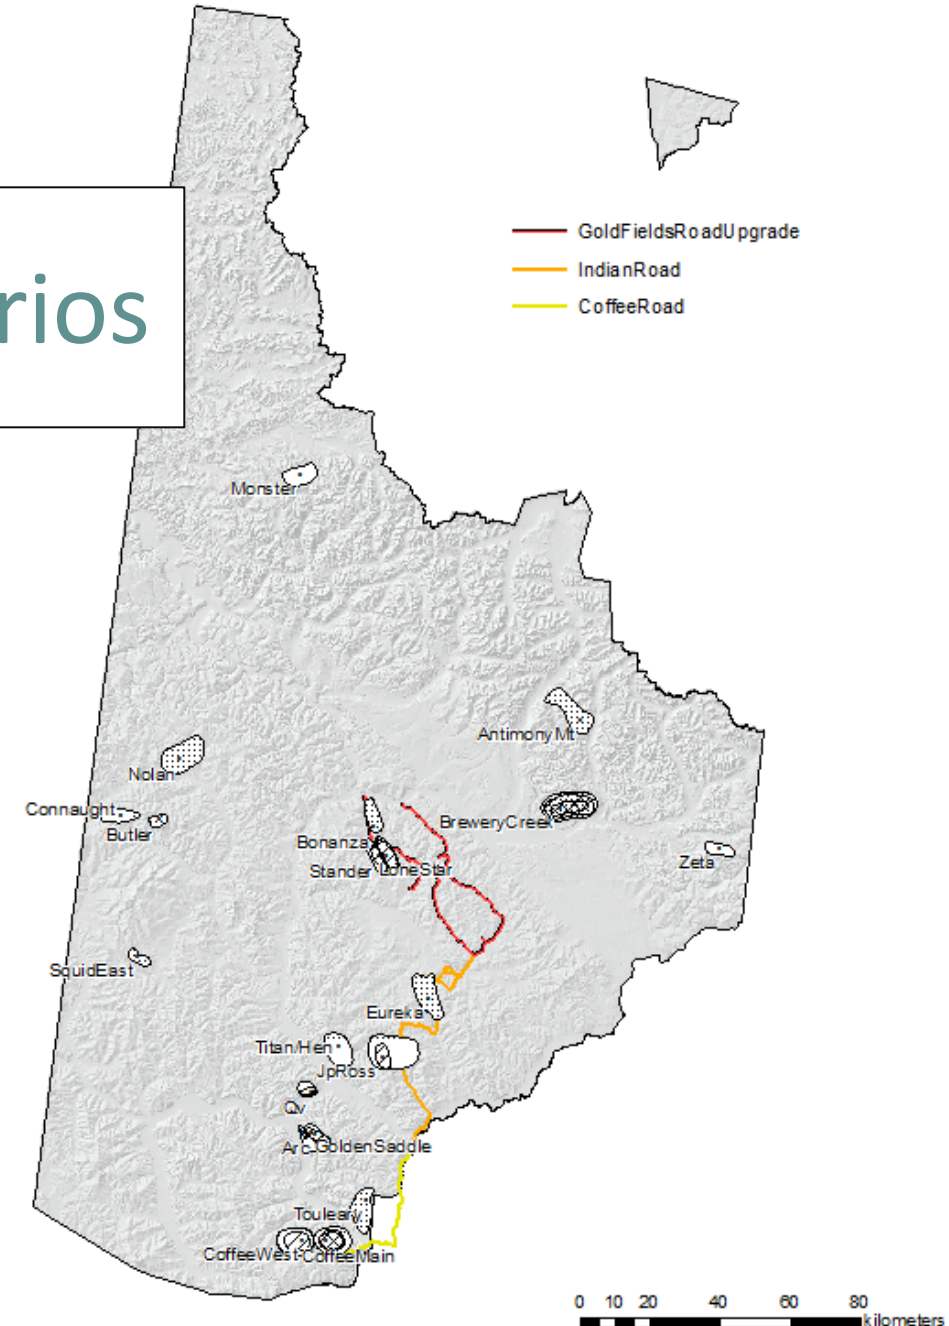 GoldFieldsRoadUpgrade
IndianRoad
CoffeeRoad
rios
Monster
Antimony Mt
Nolan
Connaught
Butler
BreweryCreek
Bonanza
Stander
LoneStar
Zeta
SquidEast
Eureka
Titan/Hen
JpRoss
Qv
Arc
GoldenSaddle
Touleary
CoffeeWest
CoffeeMain
0 10 20 40 60 80
kilometers